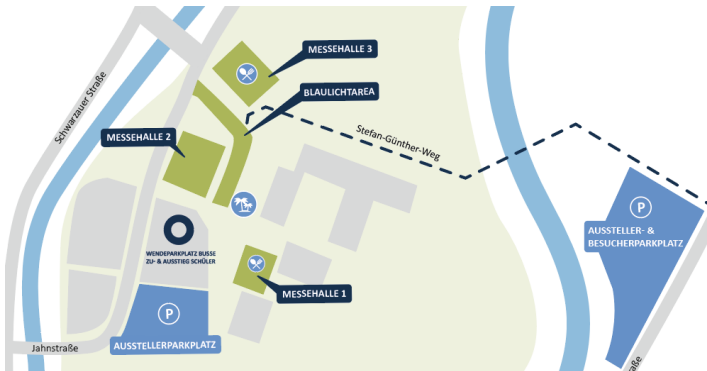 MESSEHALLE 3
BLAULICHTAREA
Schwarzauer Straße
MESSEHALLE 2
Stefan-Günther-Weg
P
AUSSTELLER- &
BESUCHERPARKPLATZ
WENDEPARKPLATZ BUSSE
ZU- & AUSSTIEG SCHÜLER
MESSEHALLE 1
P
AUSSTELLERPARKPLATZ
Jahnstraße